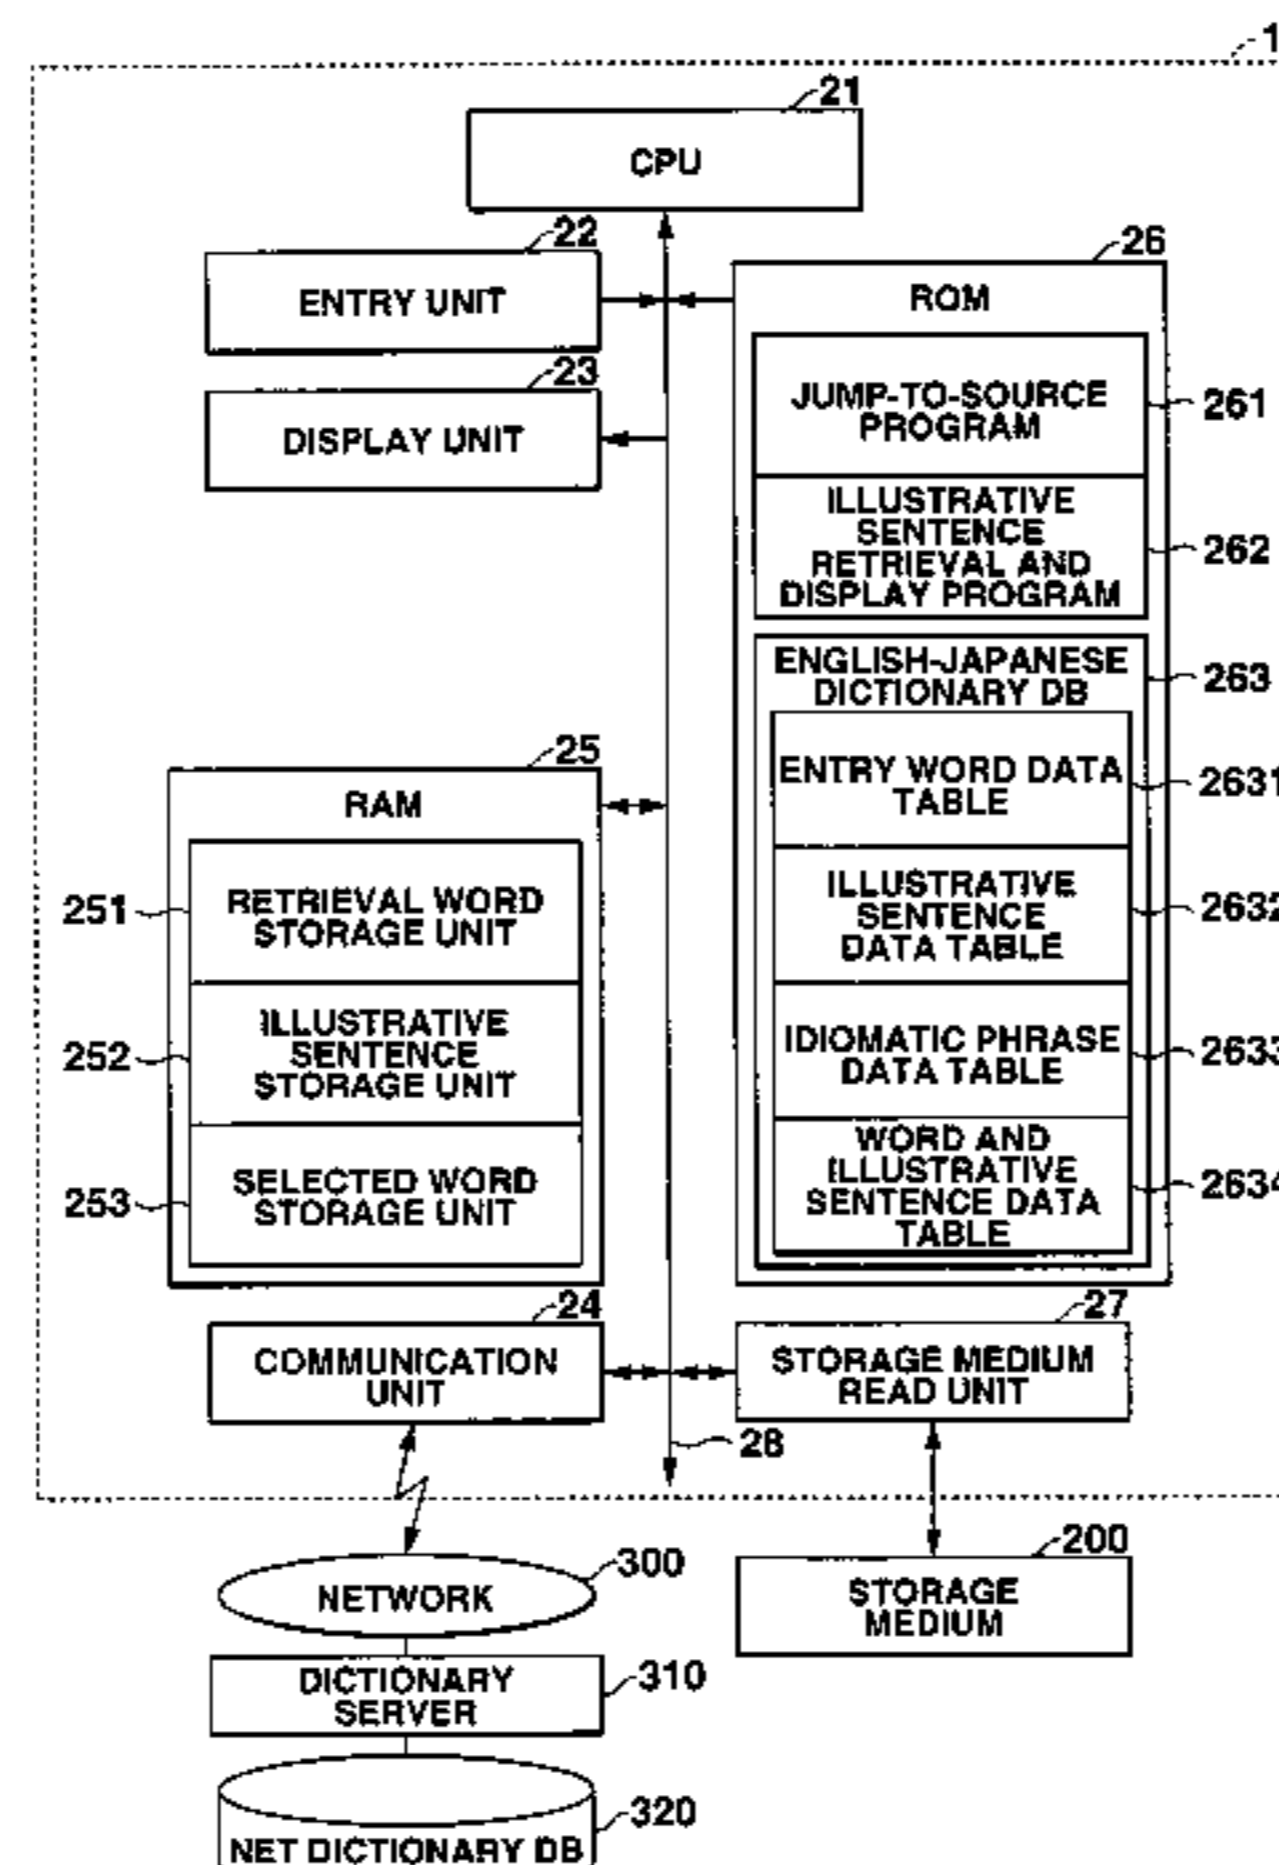 1
21
CPU
22
ENTRY UNIT
26
ROM
23
DISPLAY UNIT
JUMP-TO-SOURCE
PROGRAM
261
ILLUSTRATIVE
SENTENCE
RETRIEVAL AND
DISPLAY PROGRAM
262
ENGLISH-JAPANESE
DICTIONARY DB
263
ENTRY WORD DATA
TABLE
2631
ILLUSTRATIVE
SENTENCE
DATA TABLE
2632
IDIOMATIC PHRASE
DATA TABLE
2633
WORD AND
ILLUSTRATIVE
SENTENCE DATA
TABLE
2634
25
RAM
251
RETRIEVAL WORD
STORAGE UNIT
252
ILLUSTRATIVE
SENTENCE
STORAGE UNIT
253
SELECTED WORD
STORAGE UNIT
24
COMMUNICATION
UNIT
27
STORAGE MEDIUM
READ UNIT
28
300
NETWORK
200
STORAGE
MEDIUM
310
DICTIONARY
SERVER
320
NET DICTIONARY DB